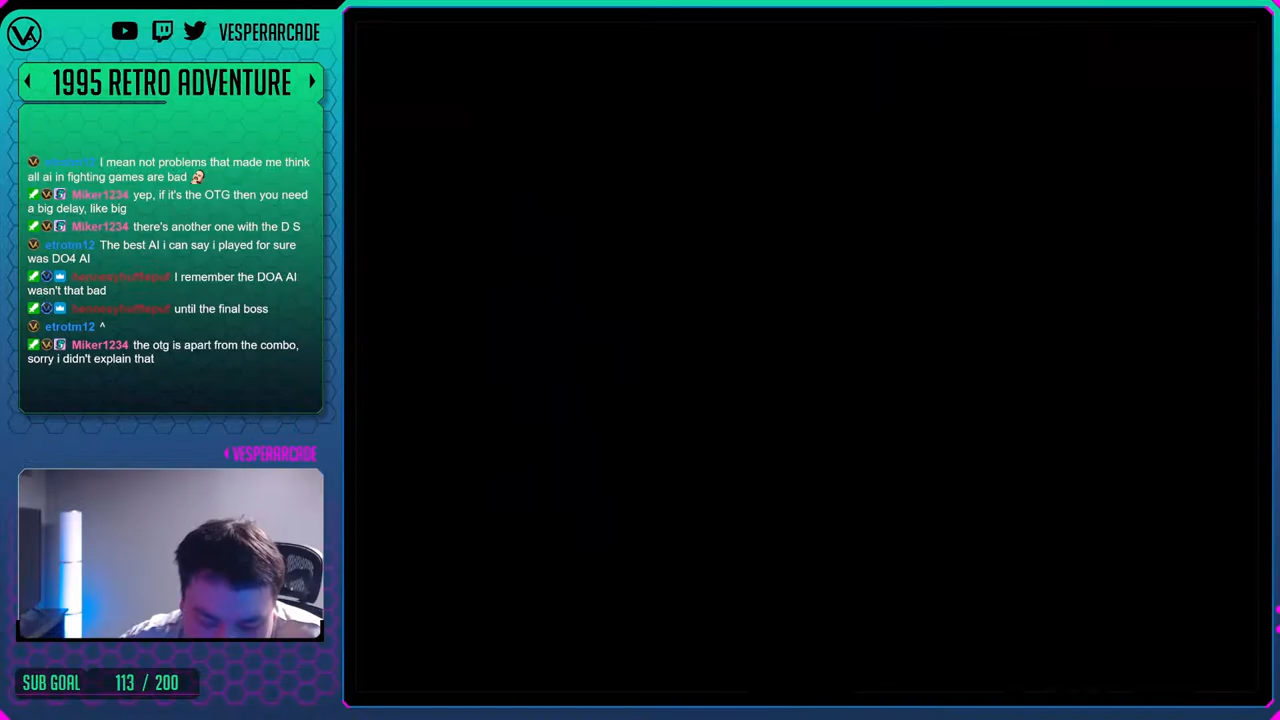 VA
VESPERARCADE
1995 RETRO ADVENTURE
etrotm12 I mean not problems that made me think
all ai in fighting games are bad
Miker1234 yep, if it's the OTG then you need
a big delay, like big
Miker1234 there's another one with the D S
etrotm12 The best AI i can say i played for sure
was DO4 AI
I remember the DOA AI
wasn't that bad
until the final boss
etrotm12 ^
Miker1234 the otg is apart from the combo,
sorry i didn't explain that
VESPERARCADE
SUB GOAL 113 / 200